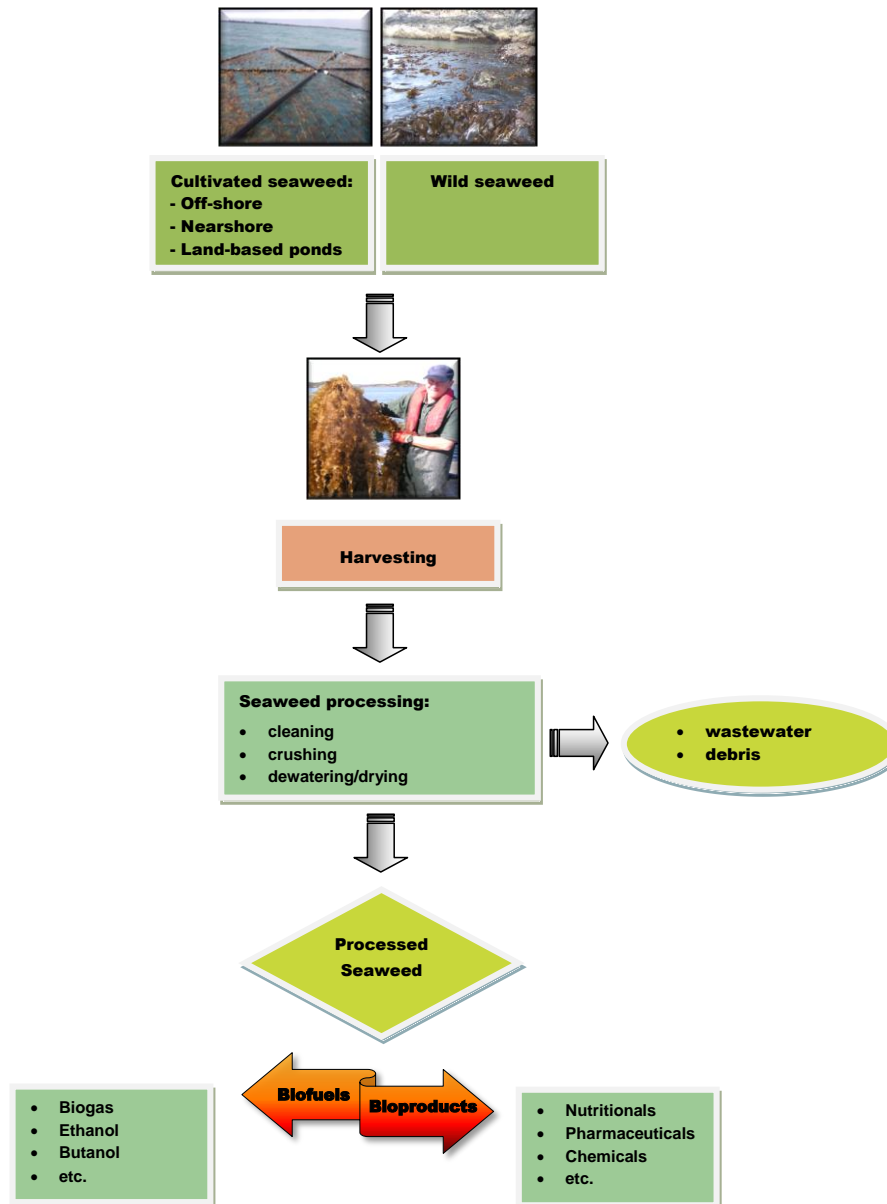 Cultivated seaweed:
- Off-shore
- Nearshore
- Land-based ponds
Wild seaweed
Harvesting
Seaweed processing:
• cleaning
• crushing
• dewatering/drying
• wastewater
• debris
Processed
Seaweed
Biofuels
Bioproducts
• Biogas
• Ethanol
• Butanol
• etc.
• Nutritionals
• Pharmaceuticals
• Chemicals
• etc.